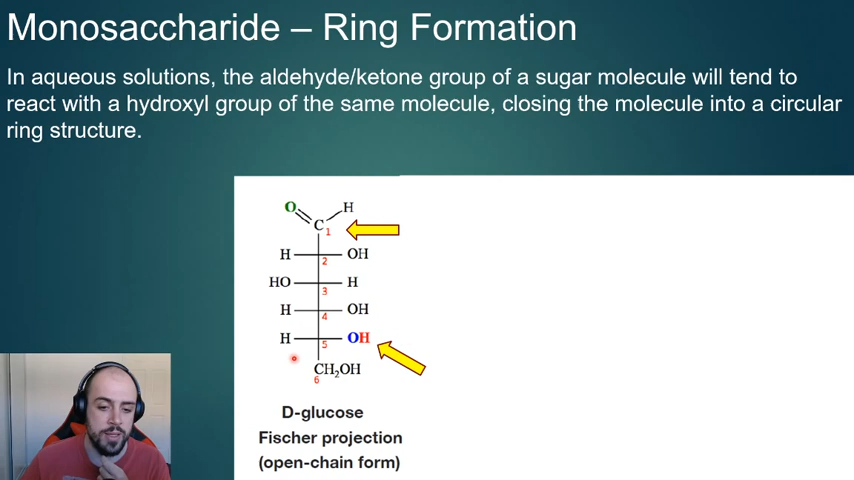 Monosaccharide – Ring Formation
In aqueous solutions, the aldehyde/ketone group of a sugar molecule will tend to
react with a hydroxyl group of the same molecule, closing the molecule into a circular
ring structure.
O H
C 1
H OH
2
HO H
3
H OH
4
H OH
5
CH₂OH
6
D-glucose
Fischer projection
(open-chain form)